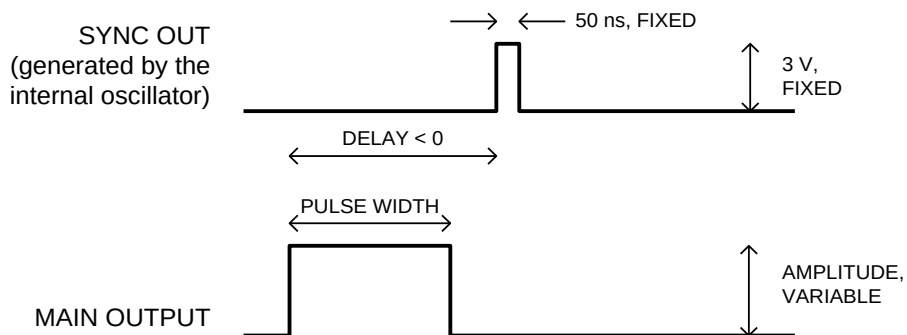 SYNC OUT
(generated by the
internal oscillator)
50 ns, FIXED
3 V,
FIXED
DELAY < 0
PULSE WIDTH
MAIN OUTPUT
AMPLITUDE,
VARIABLE